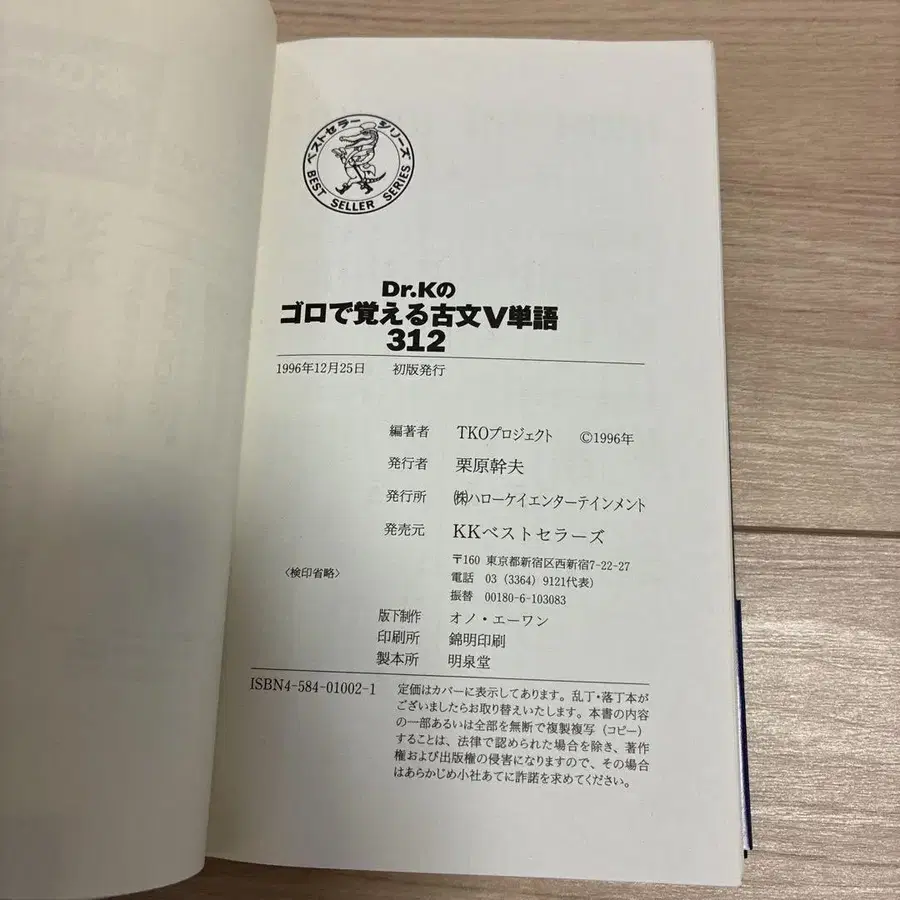 ベストセラー シリーズ
BEST SELLER SERIES
Dr.Kの
ゴロで覚える古文V単語
312
1996年12月25日 初版発行
編著者 TKOプロジェクト ©1996年
発行者 栗原幹夫
発行所 ㈱ハローケイエンターテインメント
発売元 KKベストセラーズ
〒160 東京都新宿区西新宿7-22-27
電話 03 (3364) 9121代表
〈検印省略〉
振替 00180-6-103083
版下制作 オノ・エーワン
印刷所 錦明印刷
製本所 明泉堂
ISBN4-584-01002-1
定価はカバーに表示してあります。乱丁・落丁本が
ございましたらお取り替えいたします。本書の内容
の一部あるいは全部を無断で複製複写（コピー）
することは、法律で認められた場合を除き、著作
権および出版権の侵害になりますので、その場合
はあらかじめ小社あてに許諾を求めてください。